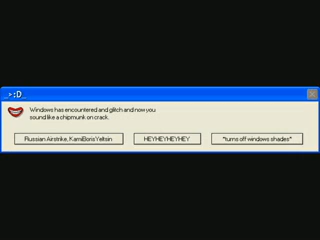 _>:D_
Windows has encountered and glitch and now you
sound like a chipmunk on crack.
Russian Airstrike, KamiBorisYeltsin
HEYHEYHEYHEY
*turns off windows shades*